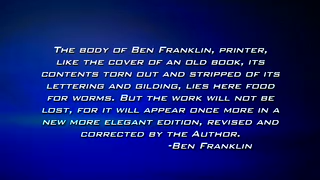 The body of Ben Franklin, printer,
like the cover of an old book, its
contents torn out and stripped of its
lettering and gilding, lies here food
for worms. But the work will not be
lost, for it will appear once more in a
new more elegant edition, revised and
corrected by the Author.
-Ben Franklin